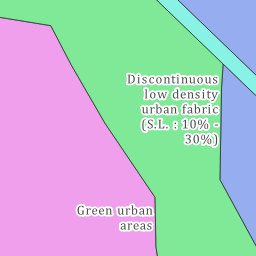 Discontinuous
low density
urban fabric
(S.L. : 10% -
30%)
Green urban
areas